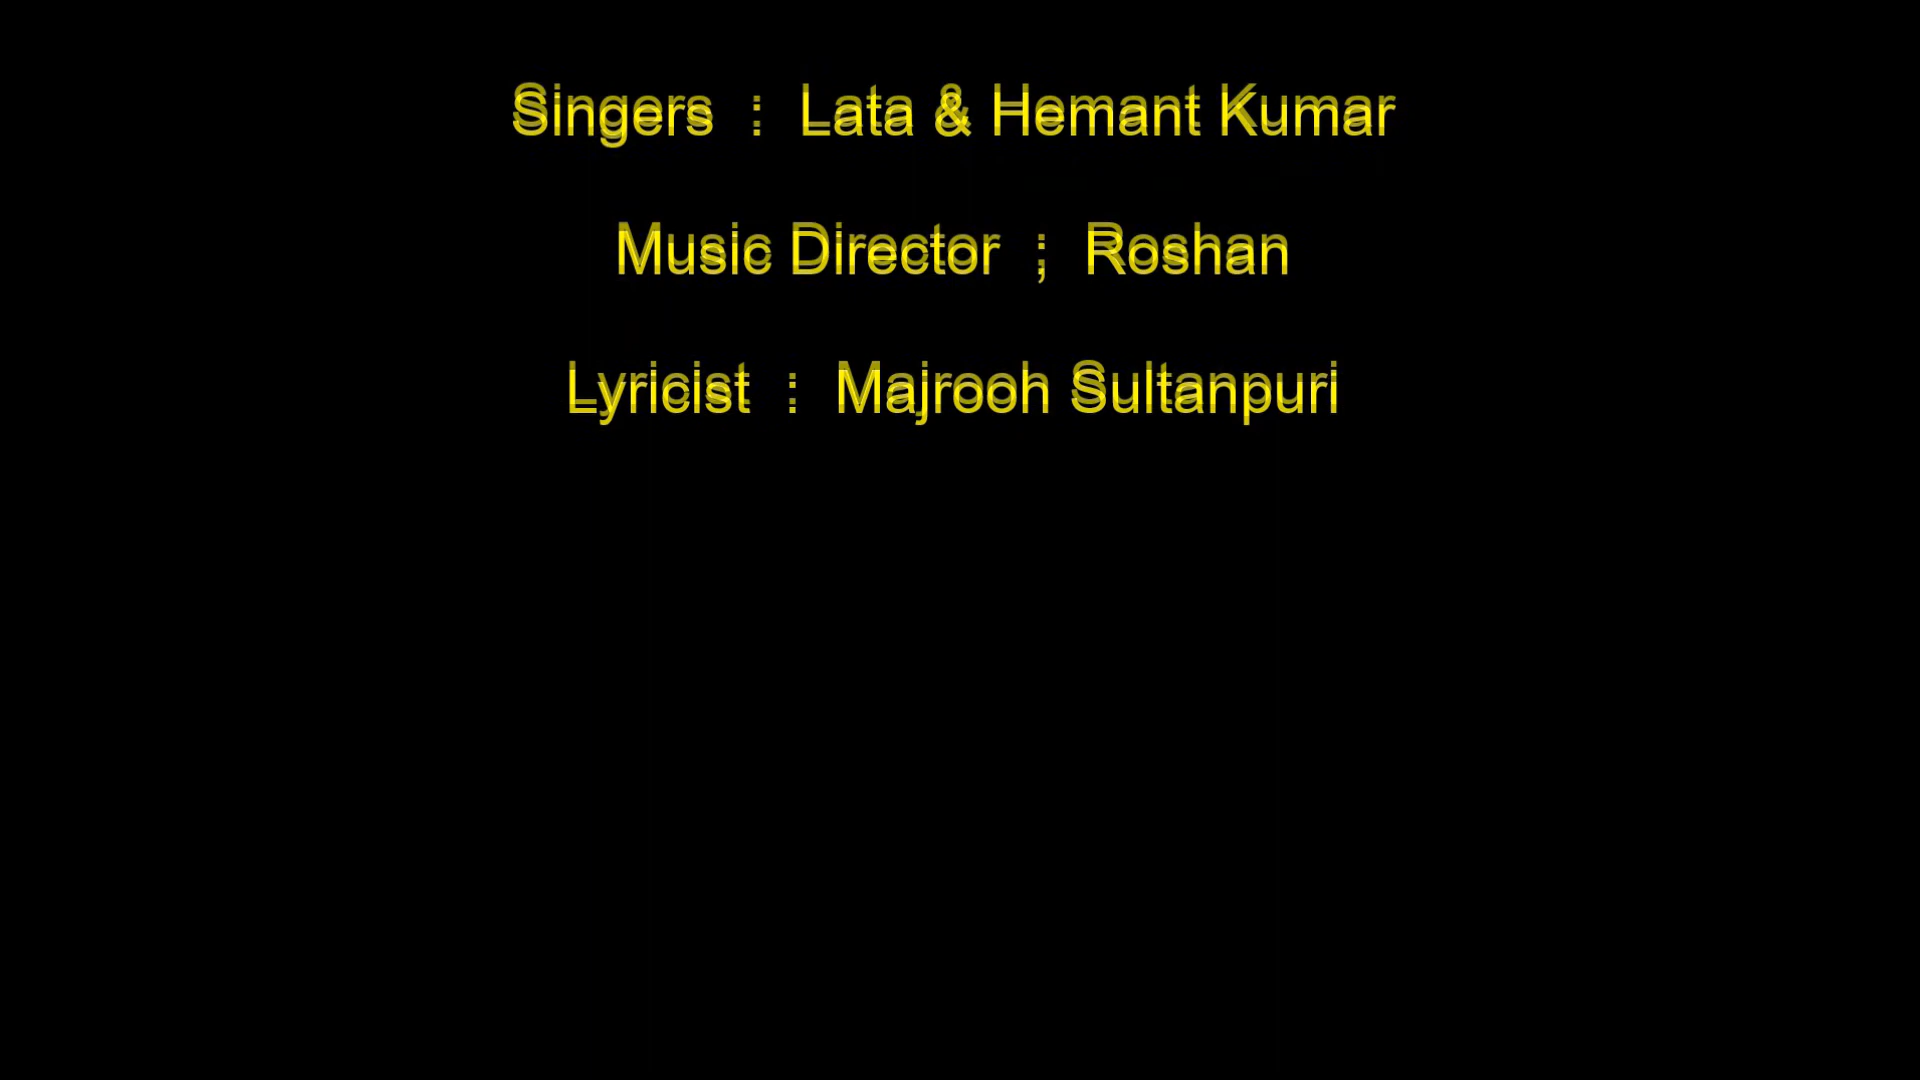 Singers : Lata & Hemant Kumar
Music Director ; Roshan
Lyricist : Majrooh Sultanpuri